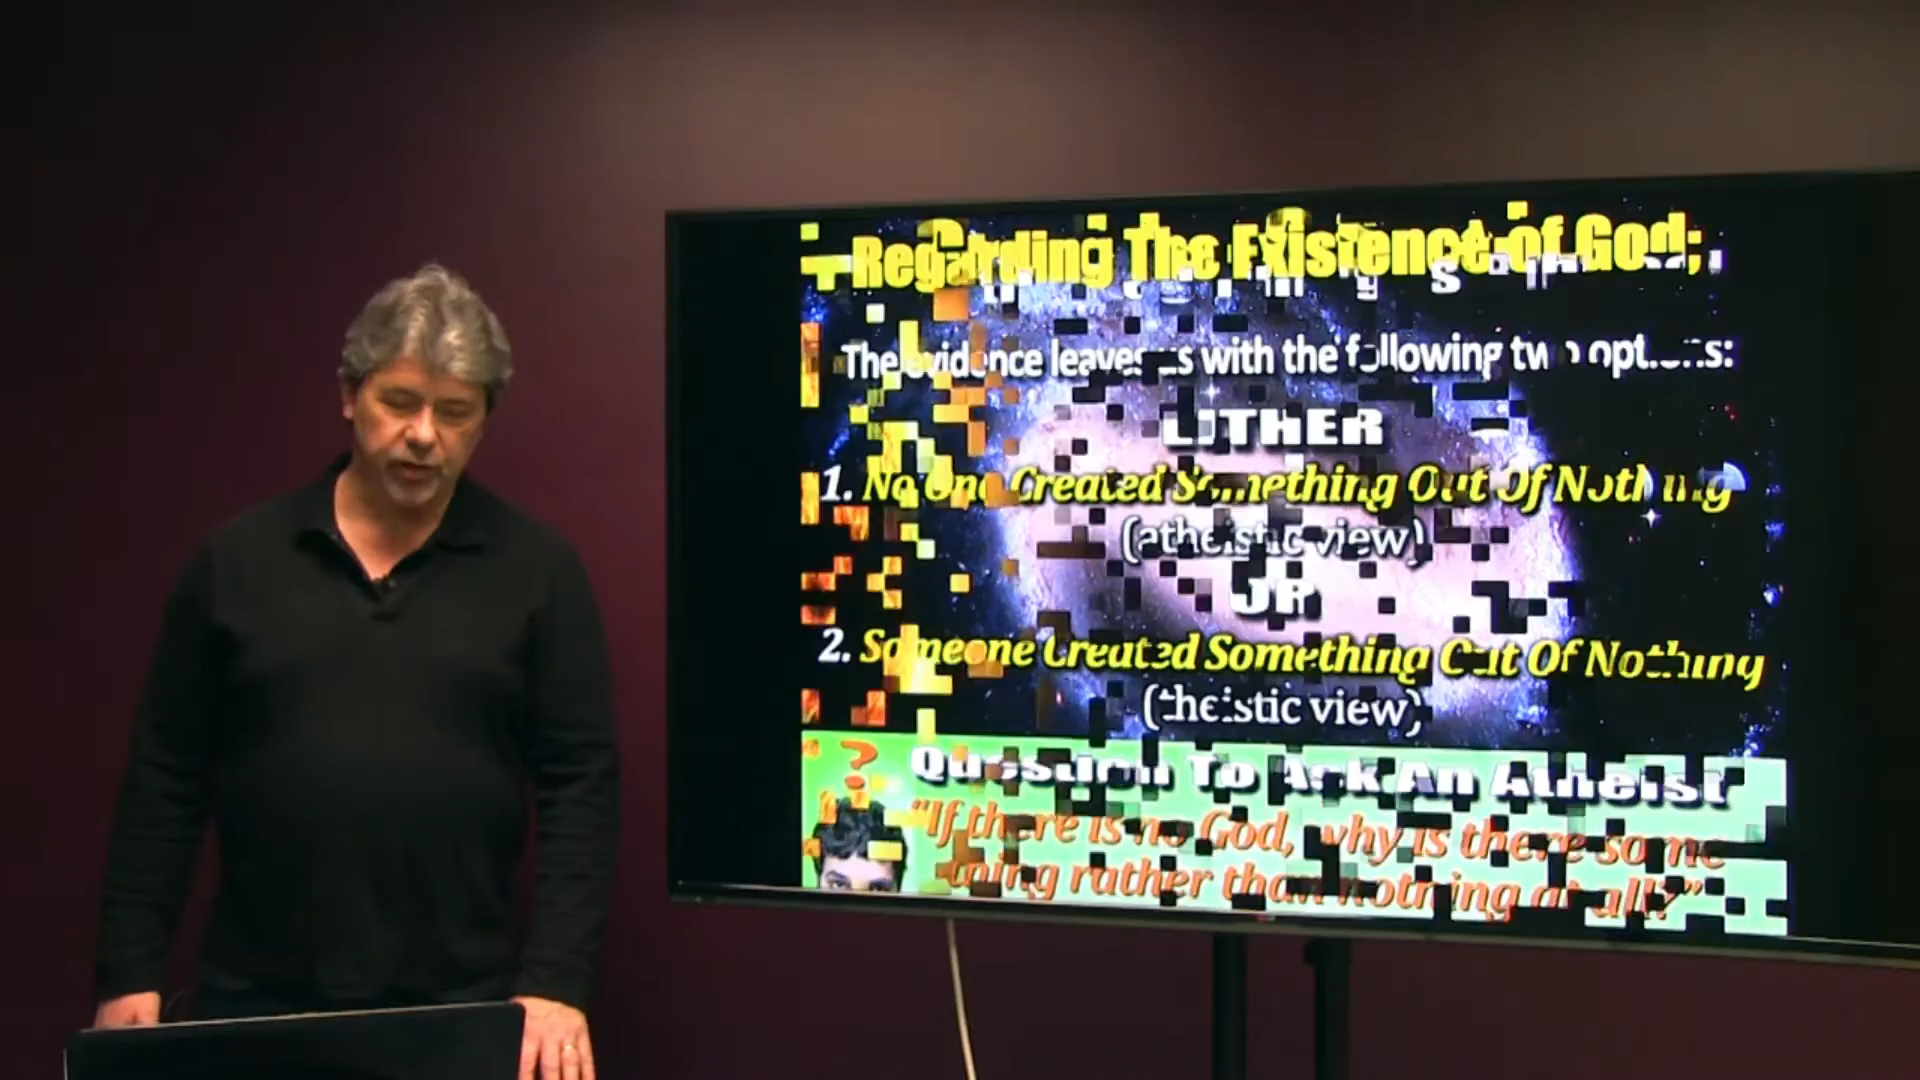 Regarding The Existence of God;
The evidence leaves us with the following two options:
EITHER
1. No One Created Something Out Of Nothing
(atheistic view)
OR
2. Someone Created Something Out Of Nothing
(theistic view)
?
Question To Ask An Atheist
"If there is no God, why is there some
thing rather than nothing at all?"